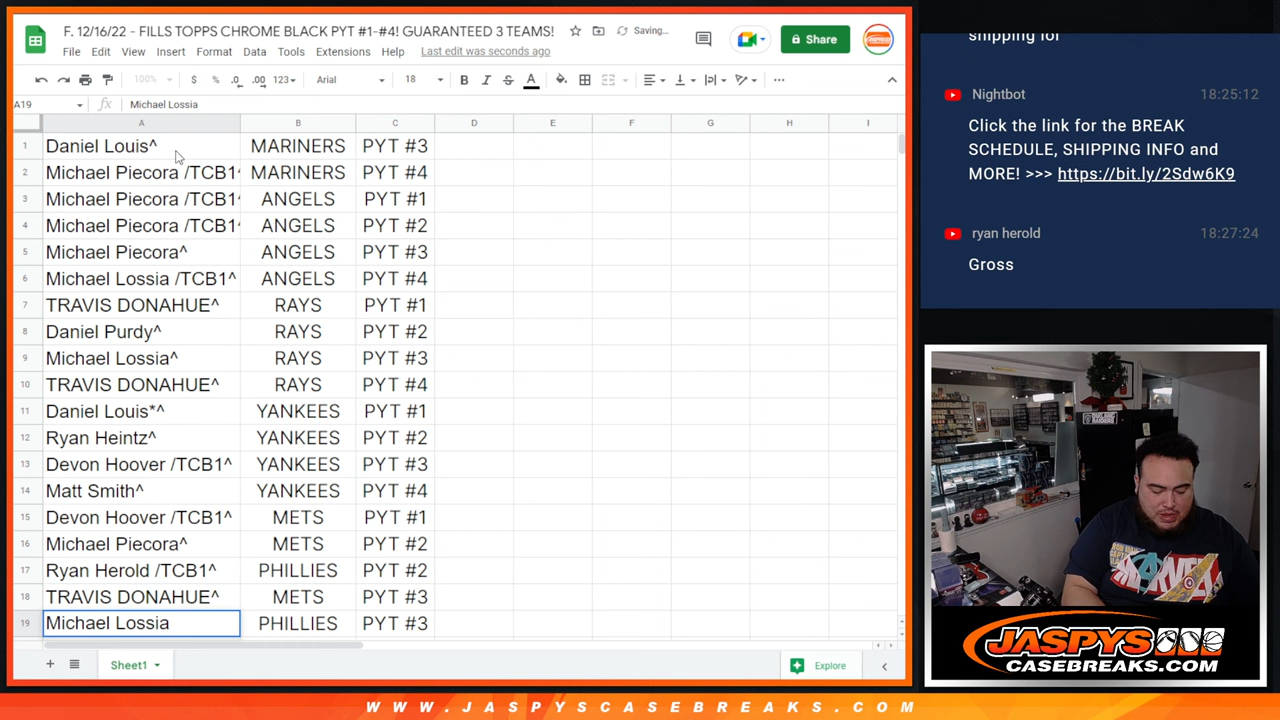 F. 12/16/22 - FILLS TOPPS CHROME BLACK PYT #1-#4! GUARANTEED 3 TEAMS!
Saving...
Share
File Edit View Insert Format Data Tools Extensions Help Last edit was seconds ago
100% $ % .0 .00 123 Arial 18 B I S A
A19 fx Michael Lossia
A B C D E F G H I
1 Daniel Louis^ MARINERS PYT #3
2 Michael Piecora /TCB1^ MARINERS PYT #4
3 Michael Piecora /TCB1^ ANGELS PYT #1
4 Michael Piecora /TCB1^ ANGELS PYT #2
5 Michael Piecora^ ANGELS PYT #3
6 Michael Lossia /TCB1^ ANGELS PYT #4
7 TRAVIS DONAHUE^ RAYS PYT #1
8 Daniel Purdy^ RAYS PYT #2
9 Michael Lossia^ RAYS PYT #3
10 TRAVIS DONAHUE^ RAYS PYT #4
11 Daniel Louis*^ YANKEES PYT #1
12 Ryan Heintz^ YANKEES PYT #2
13 Devon Hoover /TCB1^ YANKEES PYT #3
14 Matt Smith^ YANKEES PYT #4
15 Devon Hoover /TCB1^ METS PYT #1
16 Michael Piecora^ METS PYT #2
17 Ryan Herold /TCB1^ PHILLIES PYT #2
18 TRAVIS DONAHUE^ METS PYT #3
19 Michael Lossia PHILLIES PYT #3
Sheet1
Explore
shipping for
Nightbot 18:25:12
Click the link for the BREAK
SCHEDULE, SHIPPING INFO and
MORE! >>> https://bit.ly/2Sdw6K9
ryan herold 18:27:24
Gross
MARVEL
JASPYS
CASEBREAKS.COM
WWW.JASPYSCASEBREAKS.COM